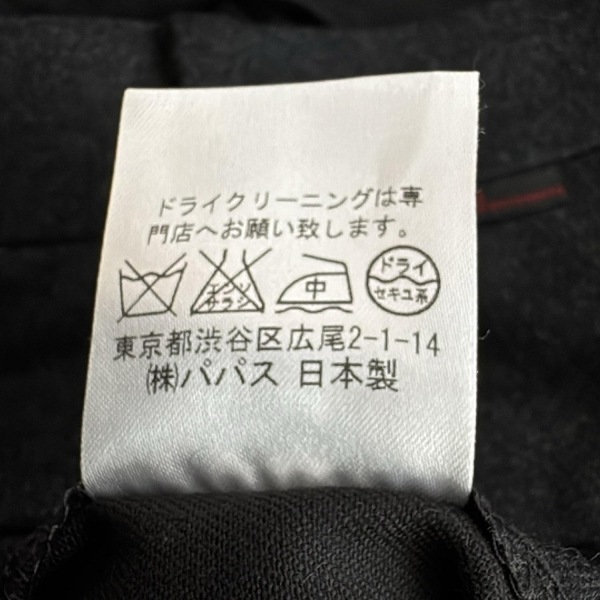 ドライクリーニングは専
門店へお願い致します。
エンソ
サラシ
中
ドライ
セキユ系
東京都渋谷区広尾2-1-14
㈱パパス 日本製